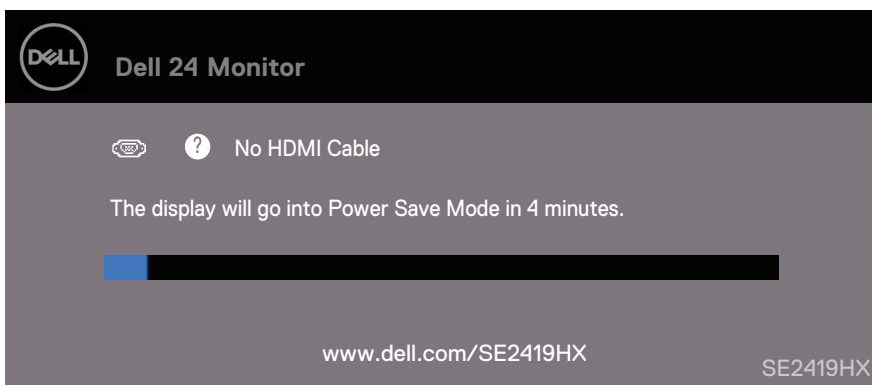 DELL
Dell 24 Monitor
? No HDMI Cable
The display will go into Power Save Mode in 4 minutes.
www.dell.com/SE2419HX
SE2419HX